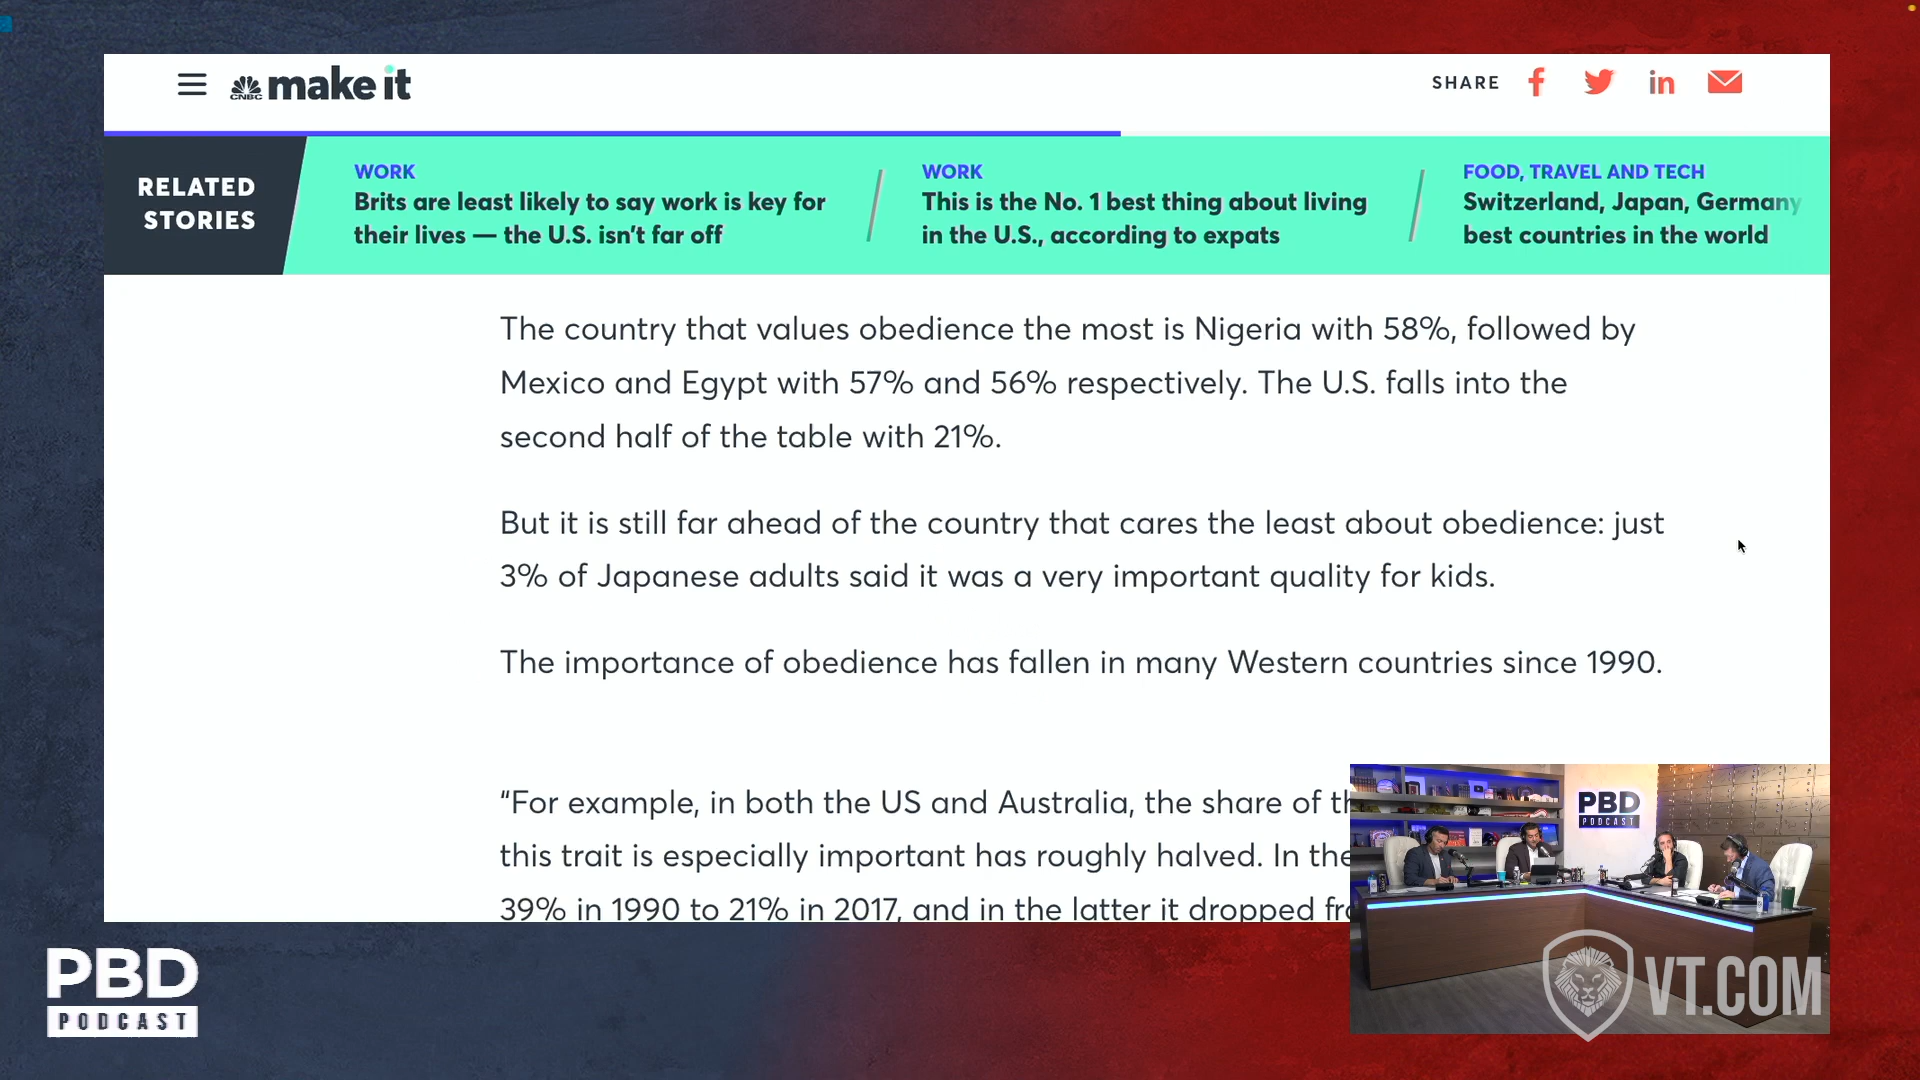 CNBC make it
SHARE
RELATED
STORIES
WORK
Brits are least likely to say work is key for
their lives — the U.S. isn't far off
WORK
This is the No. 1 best thing about living
in the U.S., according to expats
FOOD, TRAVEL AND TECH
Switzerland, Japan, Germany
best countries in the world
The country that values obedience the most is Nigeria with 58%, followed by
Mexico and Egypt with 57% and 56% respectively. The U.S. falls into the
second half of the table with 21%.
But it is still far ahead of the country that cares the least about obedience: just
3% of Japanese adults said it was a very important quality for kids.
The importance of obedience has fallen in many Western countries since 1990.
“For example, in both the US and Australia, the share of
this trait is especially important has roughly halved. In the
39% in 1990 to 21% in 2017, and in the latter it dropped
PBD
PODCAST
PBD
PODCAST
VT.COM